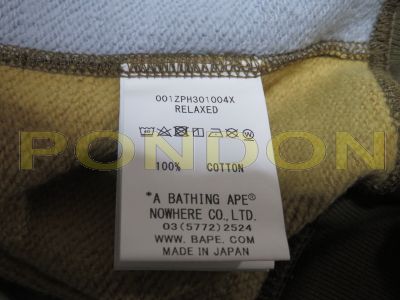 001ZPH301004X
RELAXED
100% COTTON
PONDON
"A BATHING APE®
NOWHERE CO., LTD.
03(5772)2524
WWW.BAPE.COM
MADE IN JAPAN